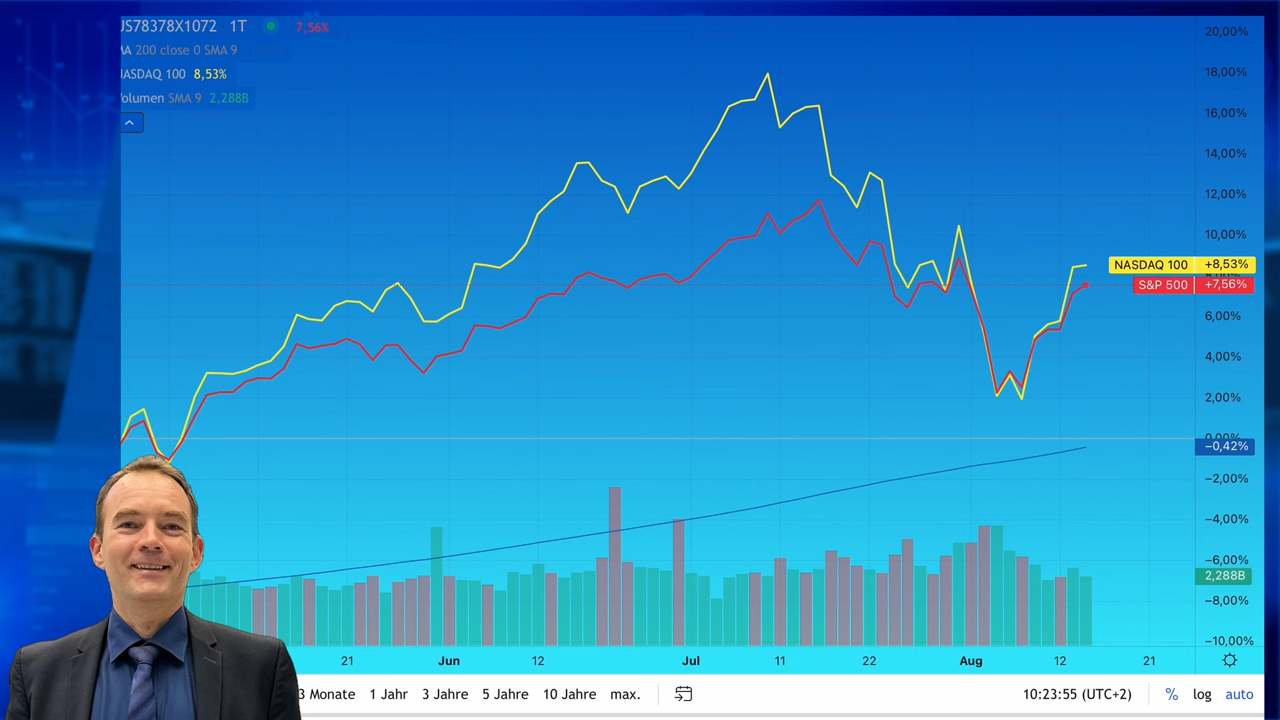 JS78378X1072 1T 7,56%
MA 200 close 0 SMA 9
NASDAQ 100 8,53%
Volumen SMA 9 2,288B
20,00%
18,00%
16,00%
14,00%
12,00%
10,00%
NASDAQ 100 +8,53%
S&P 500 +7,56%
6,00%
4,00%
2,00%
0,00%
−0,42%
−2,00%
−4,00%
−6,00%
2,288B
−8,00%
−10,00%
21 Jun 12 Jul 11 22 Aug 12 21
3 Monate 1 Jahr 3 Jahre 5 Jahre 10 Jahre max. 10:23:55 (UTC+2) % log auto